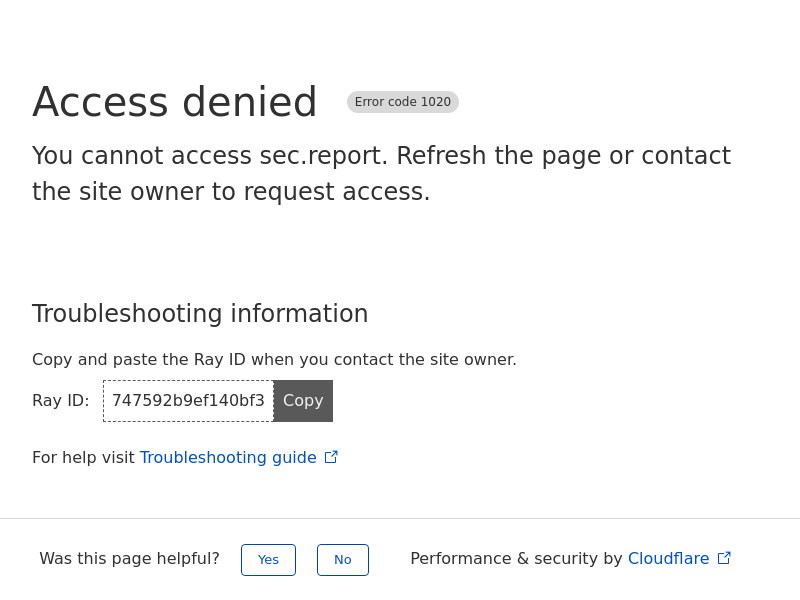 Access denied
Error code 1020
You cannot access sec.report. Refresh the page or contact
the site owner to request access.
Troubleshooting information
Copy and paste the Ray ID when you contact the site owner.
Ray ID: 747592b9ef140bf3 Copy
For help visit Troubleshooting guide
Was this page helpful? Yes No Performance & security by Cloudflare